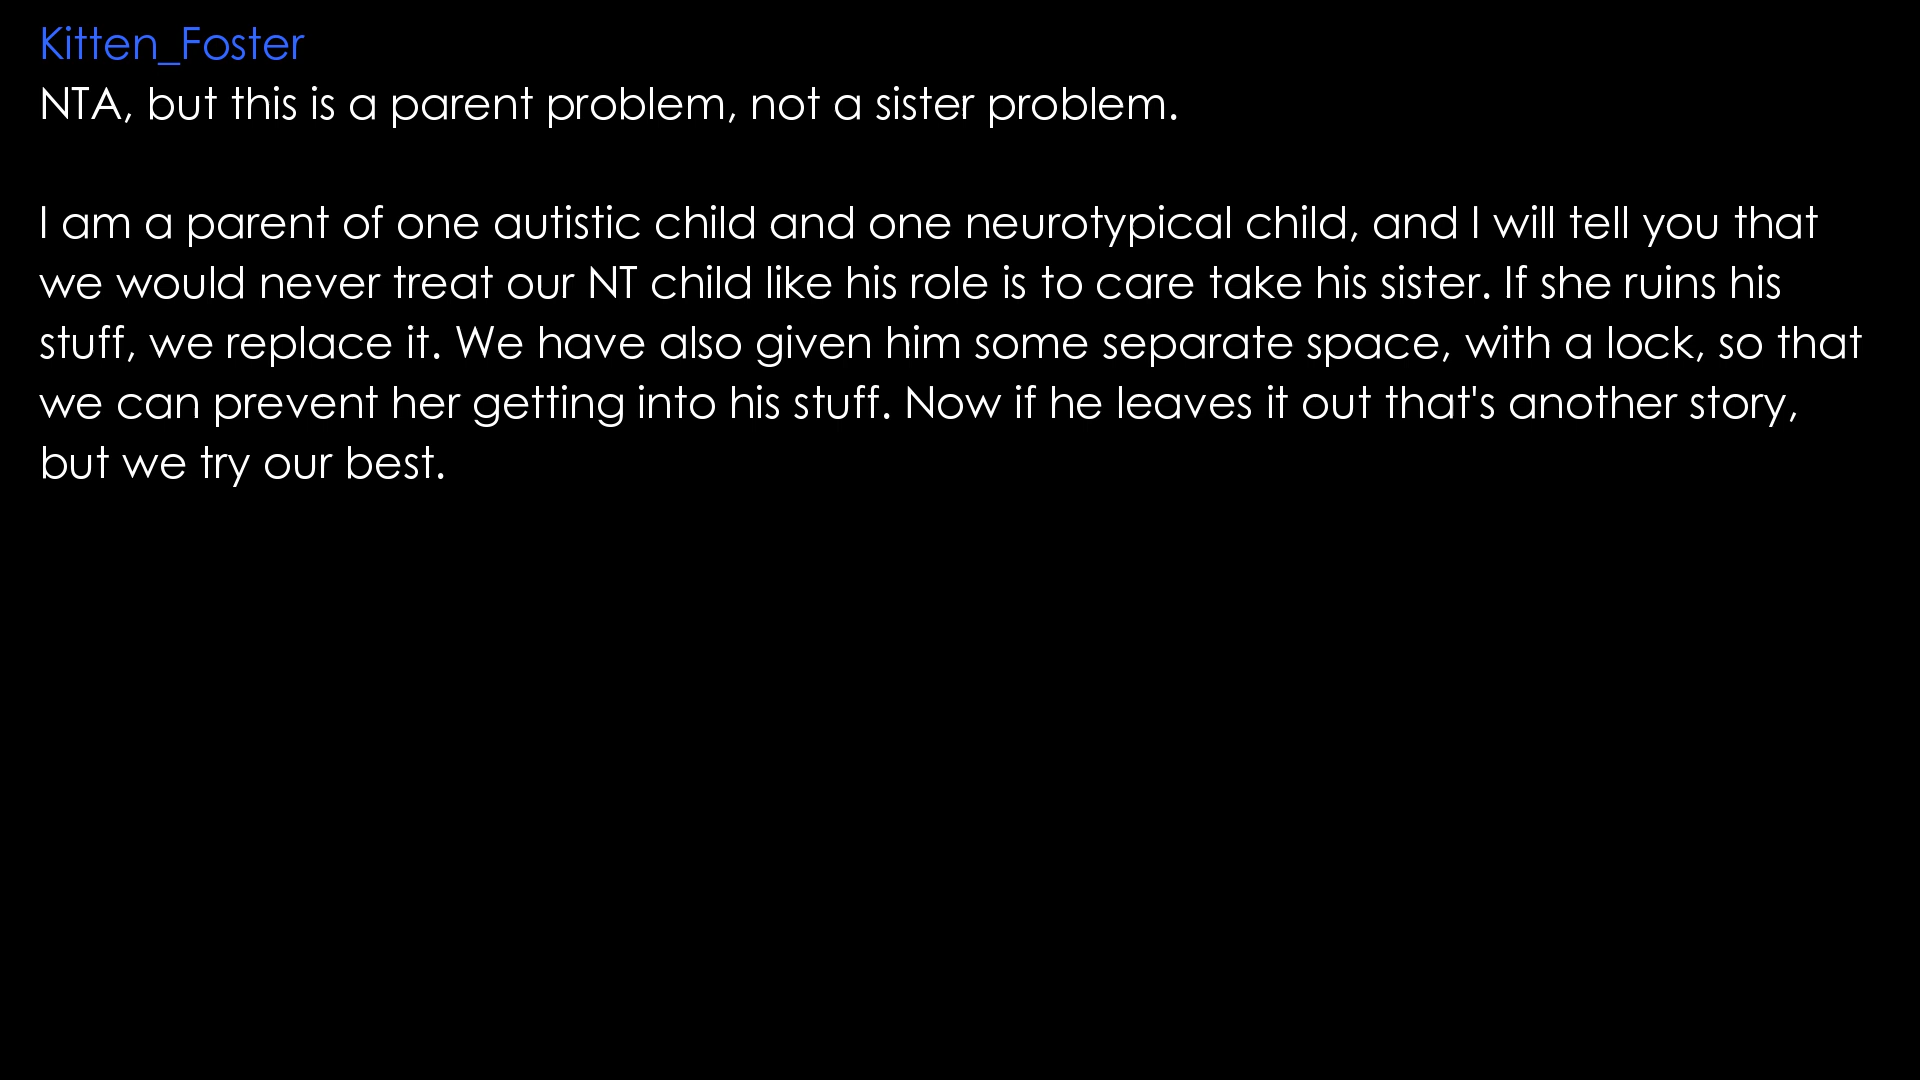 Kitten_Foster
NTA, but this is a parent problem, not a sister problem.
I am a parent of one autistic child and one neurotypical child, and I will tell you that
we would never treat our NT child like his role is to care take his sister. If she ruins his
stuff, we replace it. We have also given him some separate space, with a lock, so that
we can prevent her getting into his stuff. Now if he leaves it out that's another story,
but we try our best.